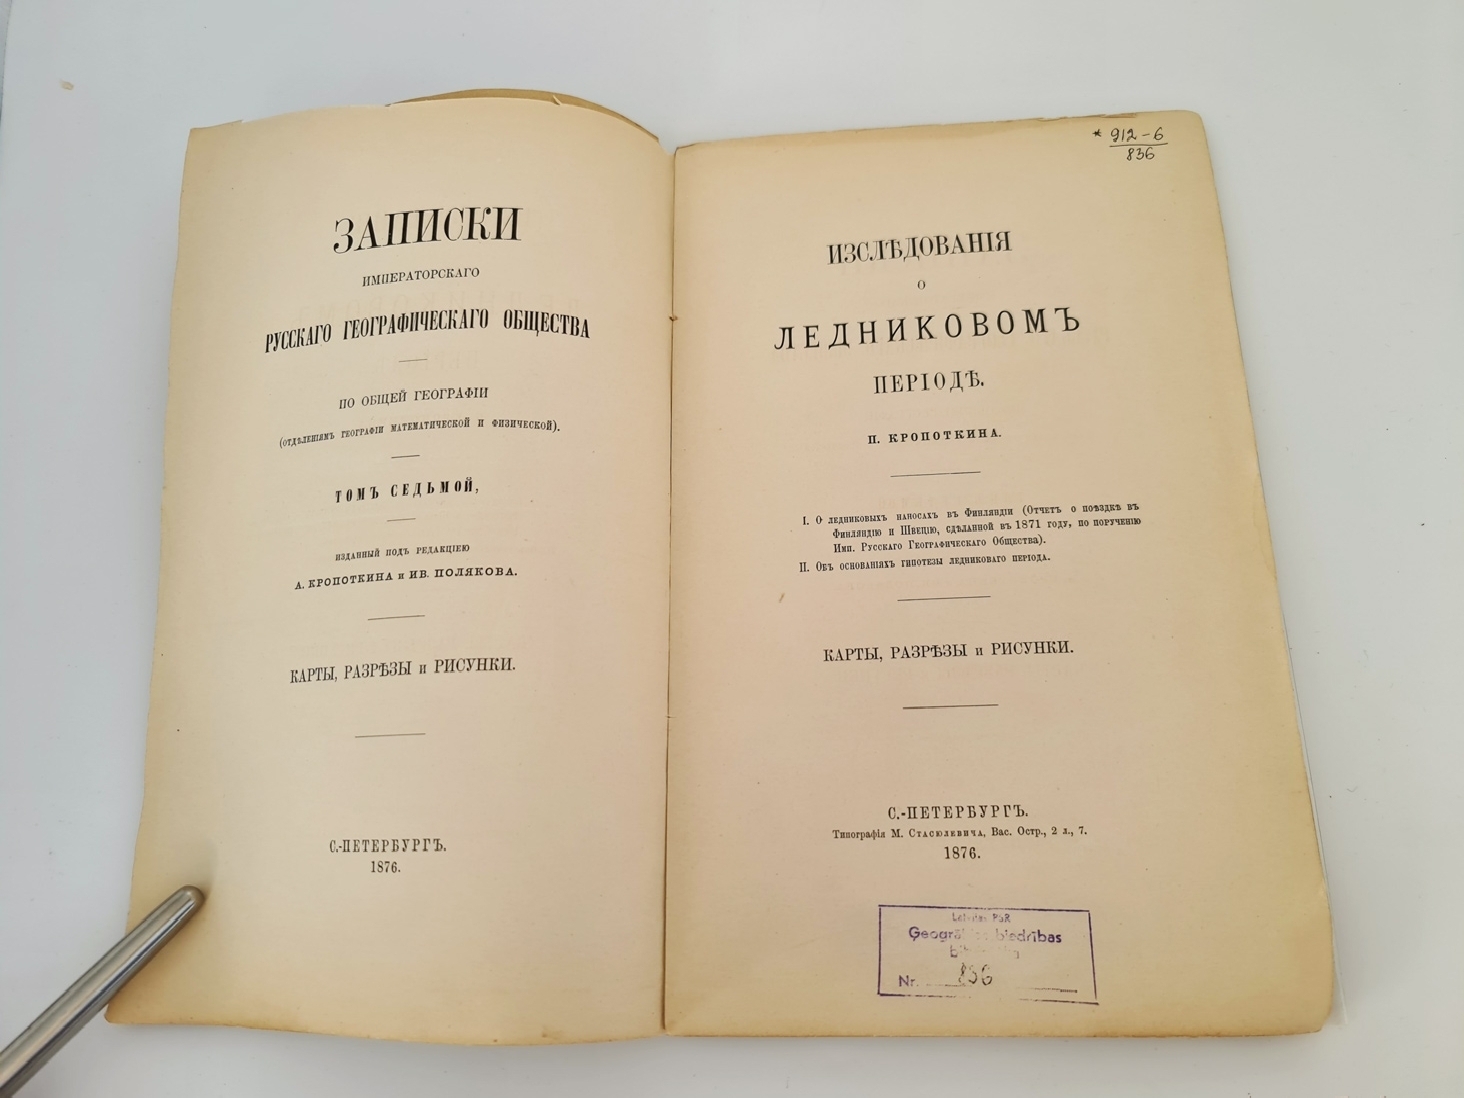 ЗАПИСКИ
ИМПЕРАТОРСКАГО
РУССКАГО ГЕОГРАФИЧЕСКАГО ОБЩЕСТВА
ПО ОБЩЕЙ ГЕОГРАФІИ
(ОТДѢЛЕНІЯМЪ ГЕОГРАФІИ МАТЕМАТИЧЕСКОЙ И ФИЗИЧЕСКОЙ).
ТОМЪ СЕДЬМОЙ,
ИЗДАННЫЙ ПОДЪ РЕДАКЦІЕЮ
А. КРОПОТКИНА и ИВ. ПОЛЯКОВА.
КАРТЫ, РАЗРѢЗЫ и РИСУНКИ.
С.-ПЕТЕРБУРГЪ.
1876.
* 912-6
836
ИЗСЛѢДОВАНІЯ
О
ЛЕДНИКОВОМЪ
ПЕРІОДѢ.
П. КРОПОТКИНА.
I. О ЛЕДНИКОВЫХЪ НАНОСАХЪ ВЪ ФИНЛЯНДІИ (ОТЧЕТЪ О ПОѢЗДКѢ ВЪ
ФИНЛЯНДІЮ И ШВЕЦІЮ, СДѢЛАННОЙ ВЪ 1871 ГОДУ, ПО ПОРУЧЕНІЮ
ИМП. РУССКАГО ГЕОГРАФИЧЕСКАГО ОБЩЕСТВА).
II. ОБЪ ОСНОВАНІЯХЪ ГИПОТЕЗЫ ЛЕДНИКОВАГО ПЕРІОДА.
КАРТЫ, РАЗРѢЗЫ и РИСУНКИ.
С.-ПЕТЕРБУРГЪ.
Типографія М. Стасюлевича, Вас. Остр., 2 л., 7.
1876.
Latvijas PSR
biedrības
Nr. 836